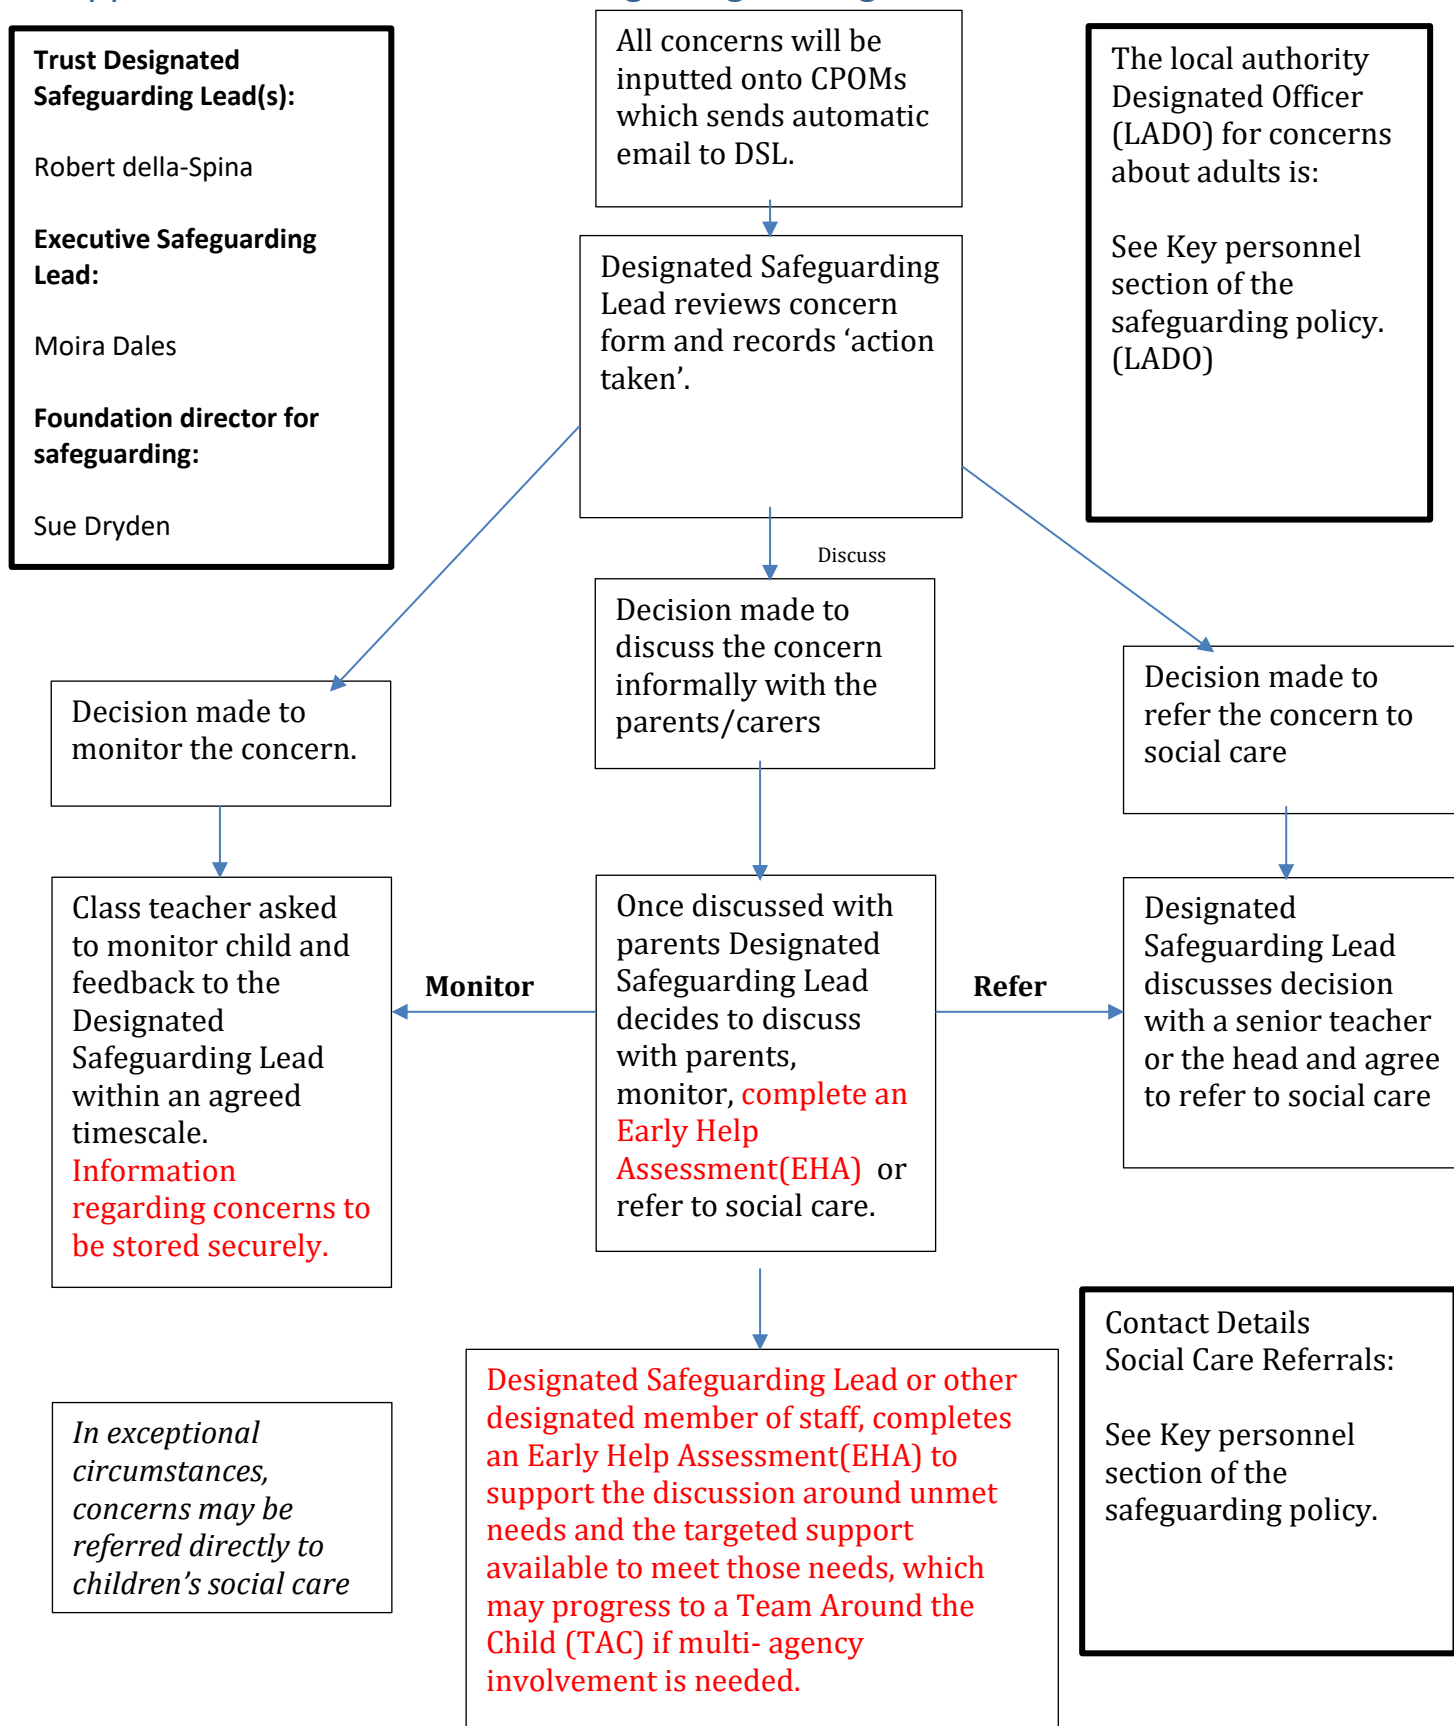 Trust Designated
Safeguarding Lead(s):
Robert della-Spina
Executive Safeguarding
Lead:
Moira Dales
Foundation director for
safeguarding:
Sue Dryden
All concerns will be
inputted onto CPOMs
which sends automatic
email to DSL.
The local authority
Designated Officer
(LADO) for concerns
about adults is:
See Key personnel
section of the
safeguarding policy.
(LADO)
Designated Safeguarding
Lead reviews concern
form and records ‘action
taken’.
Discuss
Decision made to
monitor the concern.
Decision made to
discuss the concern
informally with the
parents/carers
Decision made to
refer the concern to
social care
Class teacher asked
to monitor child and
feedback to the
Designated
Safeguarding Lead
within an agreed
timescale.
Information
regarding concerns to
be stored securely.
Monitor
Once discussed with
parents Designated
Safeguarding Lead
decides to discuss
with parents,
monitor, complete an
Early Help
Assessment(EHA)  or
refer to social care.
Refer
Designated
Safeguarding Lead
discusses decision
with a senior teacher
or the head and agree
to refer to social care
In exceptional
circumstances,
concerns may be
referred directly to
children’s social care
Designated Safeguarding Lead or other
designated member of staff, completes
an Early Help Assessment(EHA) to
support the discussion around unmet
needs and the targeted support
available to meet those needs, which
may progress to a Team Around the
Child (TAC) if multi- agency
involvement is needed.
Contact Details
Social Care Referrals:
See Key personnel
section of the
safeguarding policy.